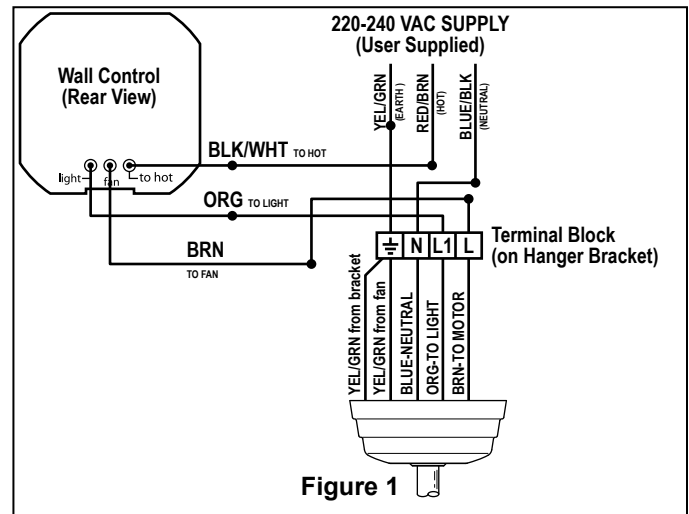 220-240 VAC SUPPLY
(User Supplied)
Wall Control
(Rear View)
YEL/GRN
(EARTH)
RED/BRN
(HOT)
BLUE/BLK
(NEUTRAL)
BLK/WHT TO HOT
light
fan
to hot
ORG TO LIGHT
BRN
TO FAN
N L1 L
Terminal Block
(on Hanger Bracket)
YEL/GRN from bracket
YEL/GRN from fan
BLUE-NEUTRAL
ORG-TO LIGHT
BRN-TO MOTOR
Figure 1